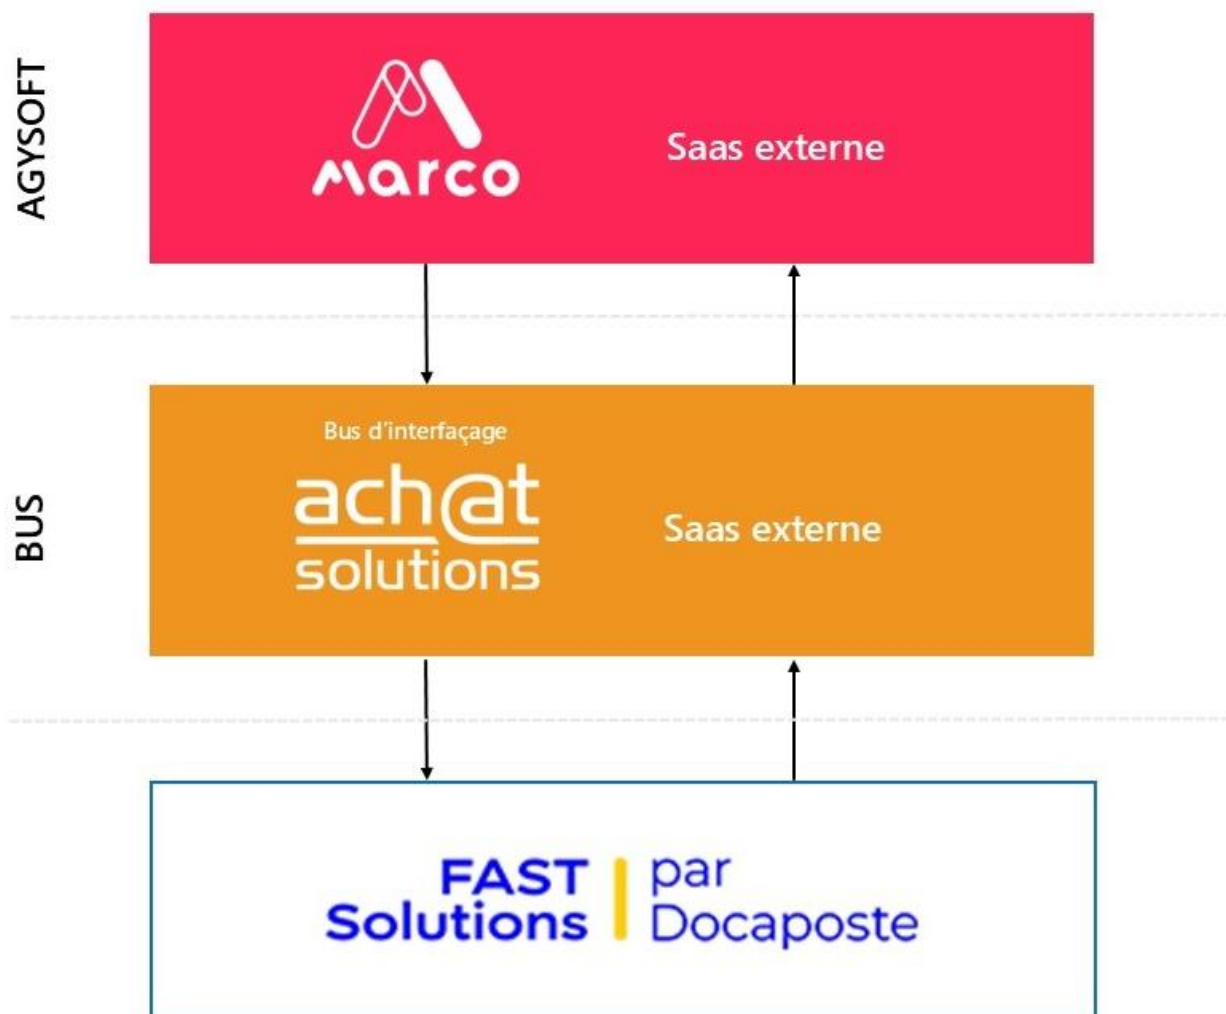 AGYSOFT
marco
Saas externe
BUS
Bus d'interfaçage
ach@t
solutions
Saas externe
FAST
Solutions
par
Docaposte